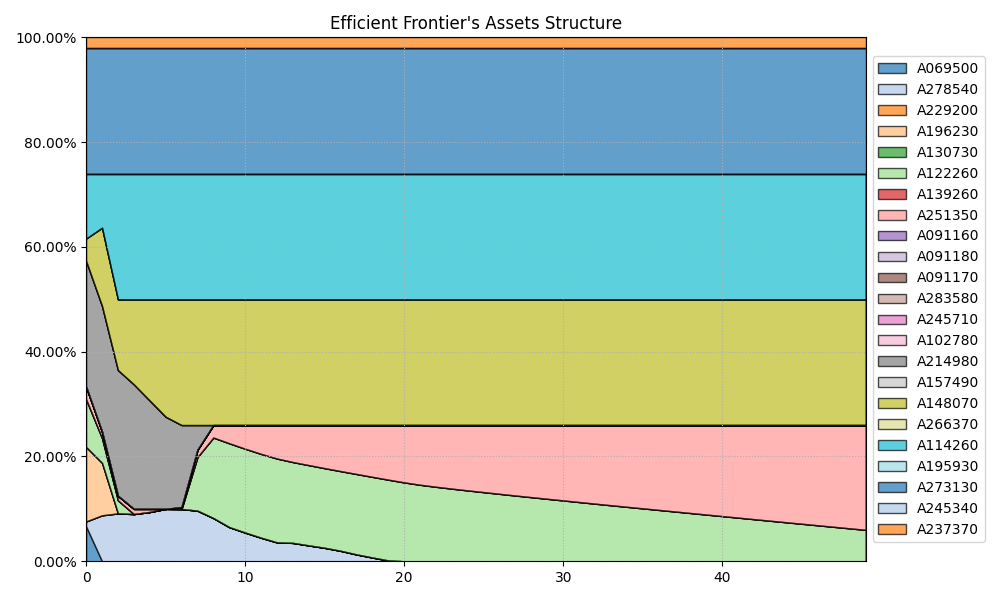 Efficient Frontier's Assets Structure
100.00%
80.00%
60.00%
40.00%
20.00%
0.00%
0
10
20
30
40
A069500
A278540
A229200
A196230
A130730
A122260
A139260
A251350
A091160
A091180
A091170
A283580
A245710
A102780
A214980
A157490
A148070
A266370
A114260
A195930
A273130
A245340
A237370